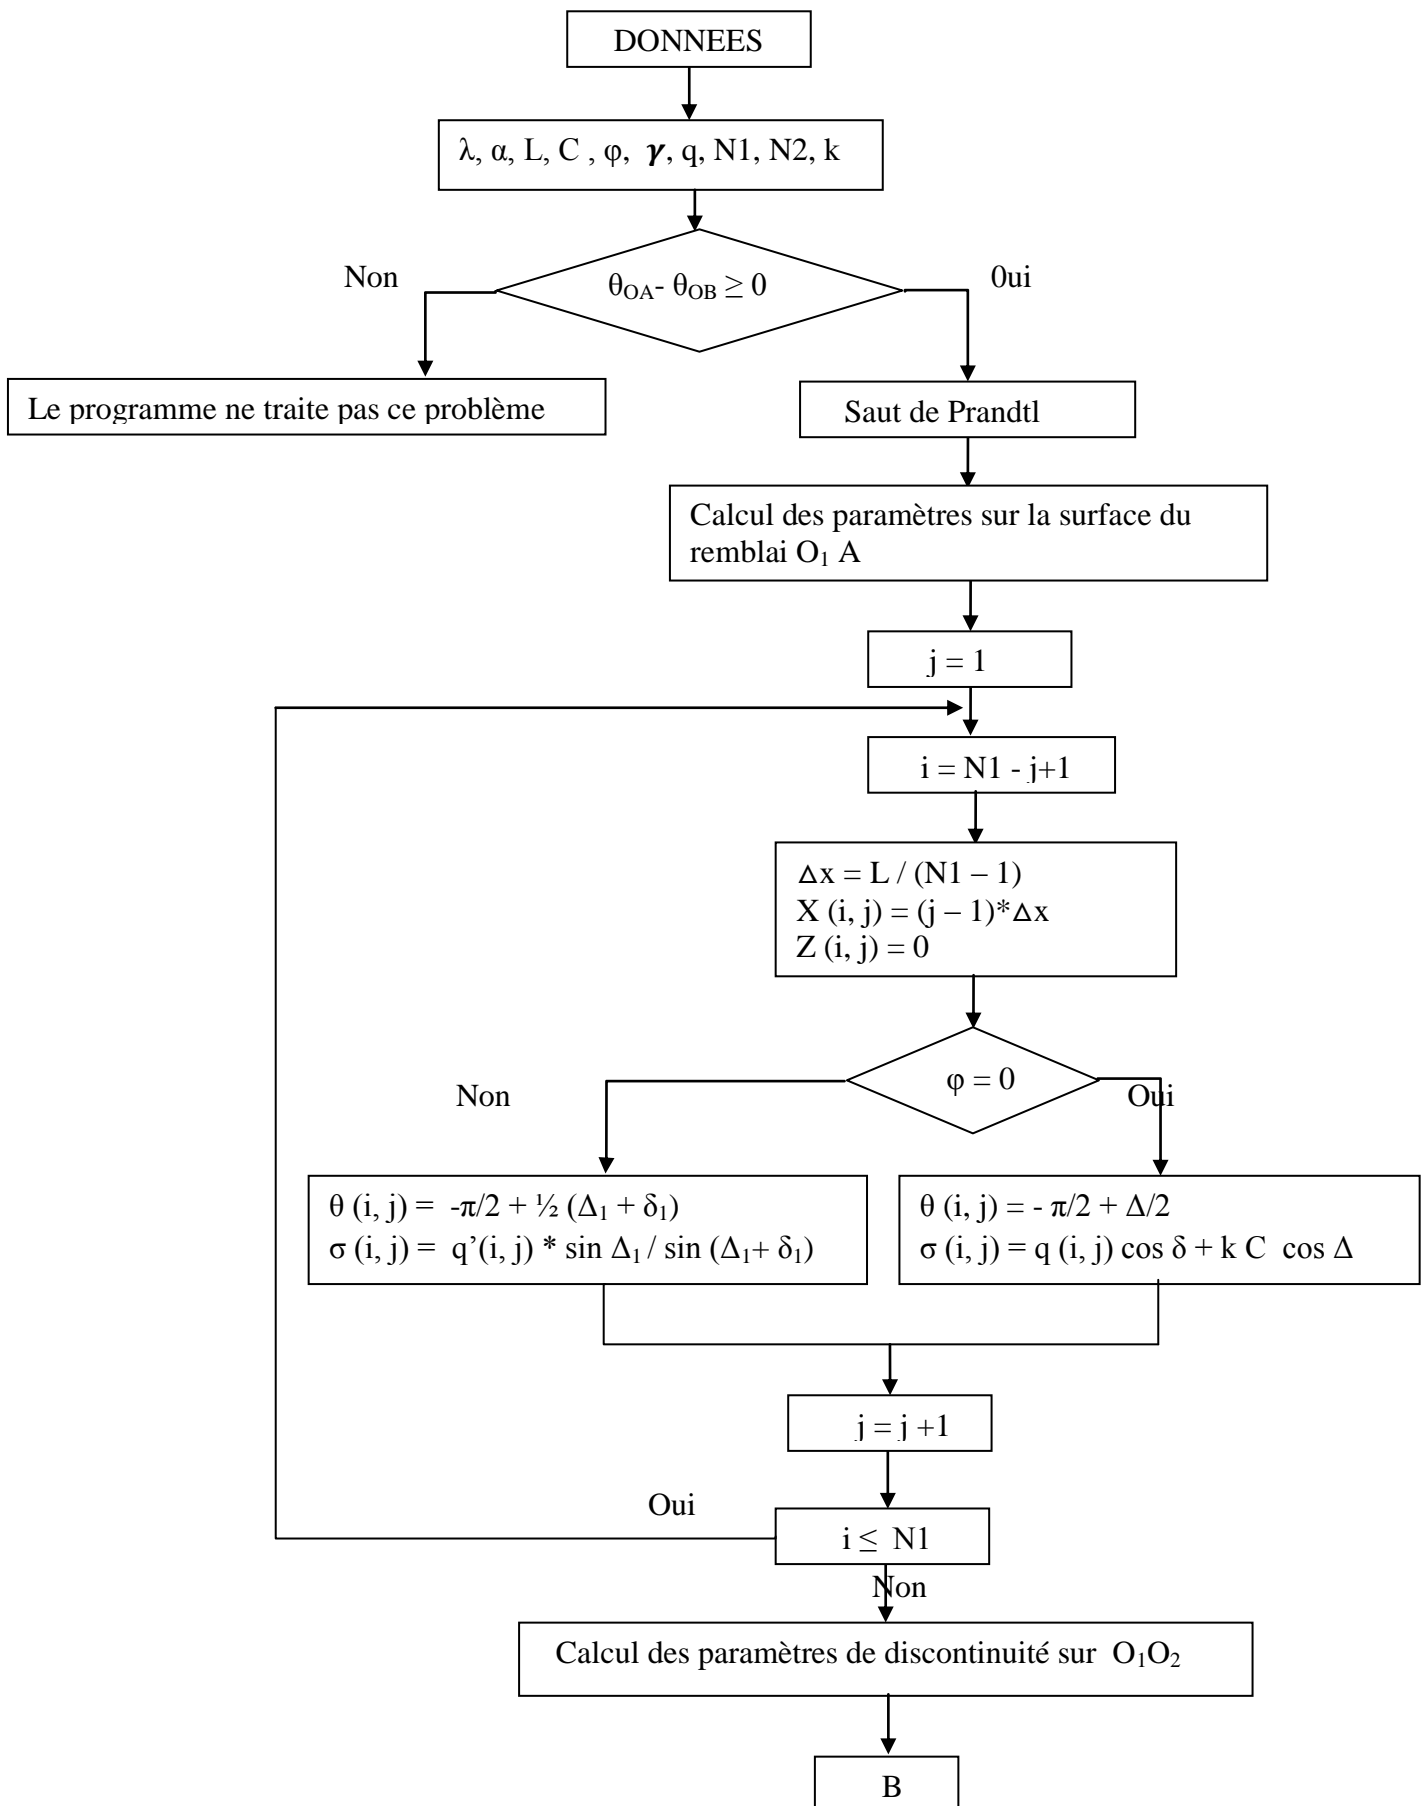 DONNEES
λ, α, L, C , φ, γ, q, N1, N2, k
Non
0ui
θOA- θOB ≥ 0
Le programme ne traite pas ce problème
Saut de Prandtl
Calcul des paramètres sur la surface du
remblai O₁ A
j = 1
i = N1 - j+1
Δx = L / (N1 – 1)
X (i, j) = (j – 1)*Δx
Z (i, j) = 0
φ = 0
Non
Oui
θ (i, j) = -π/2 + ½ (Δ₁ + δ₁)
σ (i, j) = q’(i, j) * sin Δ₁ / sin (Δ₁+ δ₁)
θ (i, j) = - π/2 + Δ/2
σ (i, j) = q (i, j) cos δ + k C cos Δ
j = j +1
Oui
i ≤ N1
Non
Calcul des paramètres de discontinuité sur O₁O₂
B